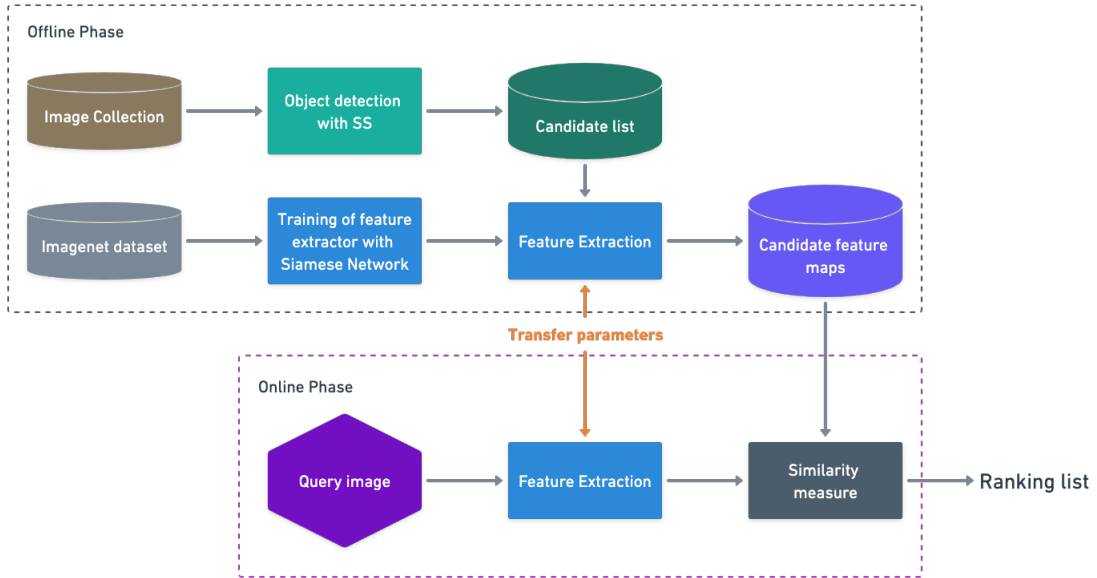 Offline Phase
Image Collection
Object detection
with SS
Candidate list
Imagenet dataset
Training of feature
extractor with
Siamese Network
Feature Extraction
Candidate feature
maps
Transfer parameters
Online Phase
Query image
Feature Extraction
Similarity
measure
Ranking list